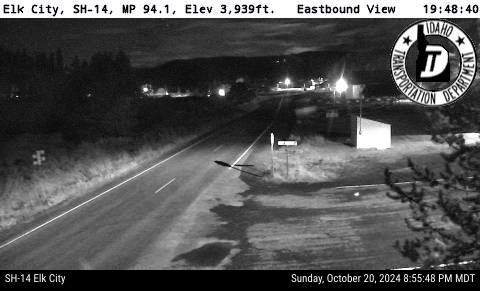 Elk City, SH-14, MP 94.1, Elev 3,939ft. Eastbound View 19:48:40
IDAHO
TRANSPORTATION DEPARTMENT
SH-14 Elk City Sunday, October 20, 2024 8:55:48 PM MDT